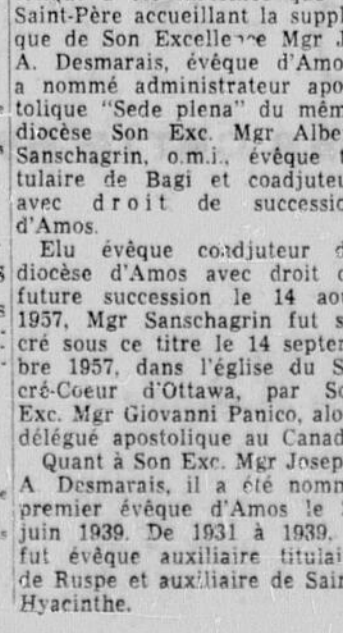 Saint-Père accueillant la suppl
que de Son Excellence Mgr J
A. Desmarais, évêque d'Amo
a nommé administrateur apo
tolique "Sede plena" du mêm
diocèse Son Exc. Mgr Albe
Sanschagrin, o.m.i., évêque t
tulaire de Bagi et coadjuteu
avec droit de successio
d'Amos.
Elu évêque coadjuteur d
diocèse d'Amos avec droit d
future succession le 14 aoû
1957, Mgr Sanschagrin fut s
cré sous ce titre le 14 septem
bre 1957, dans l'église du S
cré-Coeur d'Ottawa, par So
Exc. Mgr Giovanni Panico, alo
délégué apostolique au Canad
Quant à Son Exc. Mgr Josep
A Desmarais, il a été nomm
premier évêque d'Amos le
juin 1939. De 1931 à 1939,
fut évêque auxiliaire titulai
de Ruspe et auxiliaire de Sain
Hyacinthe.